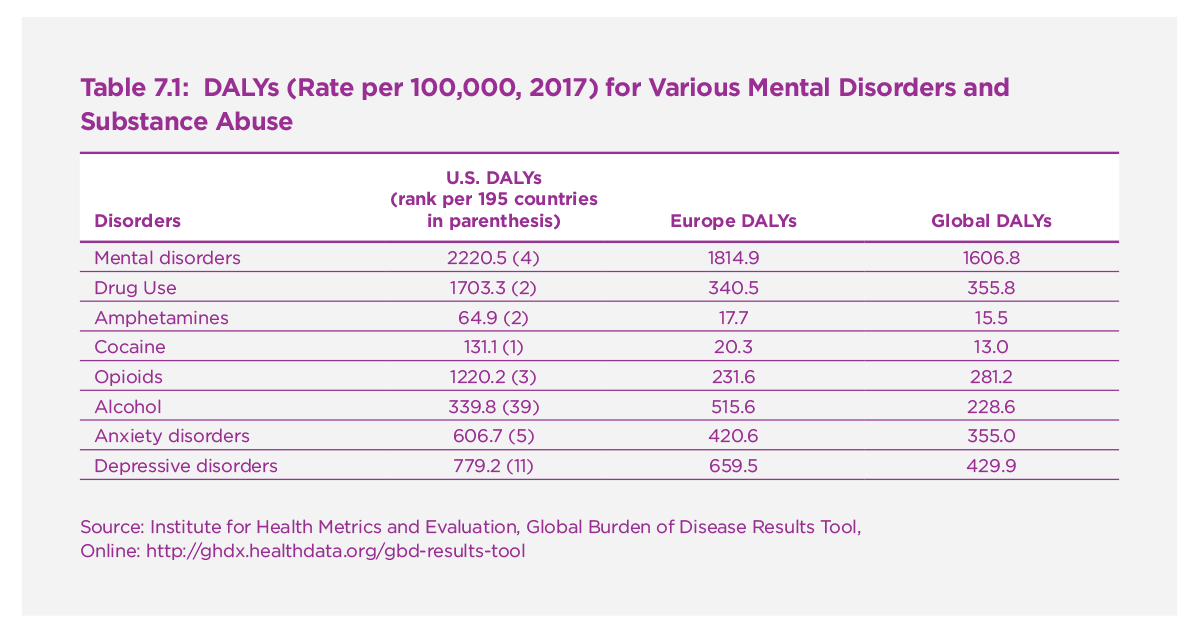 Table 7.1: DALYs (Rate per 100,000, 2017) for Various Mental Disorders and
Substance Abuse
U.S. DALYs
(rank per 195 countries
Disorders in parenthesis) Europe DALYs Global DALYs
Mental disorders 2220.5 (4) 1814.9 1606.8
Drug Use 1703.3 (2) 340.5 355.8
Amphetamines 64.9 (2) 17.7 15.5
Cocaine 131.1 (1) 20.3 13.0
Opioids 1220.2 (3) 231.6 281.2
Alcohol 339.8 (39) 515.6 228.6
Anxiety disorders 606.7 (5) 420.6 355.0
Depressive disorders 779.2 (11) 659.5 429.9
Source: Institute for Health Metrics and Evaluation, Global Burden of Disease Results Tool,
Online: http://ghdx.healthdata.org/gbd-results-tool